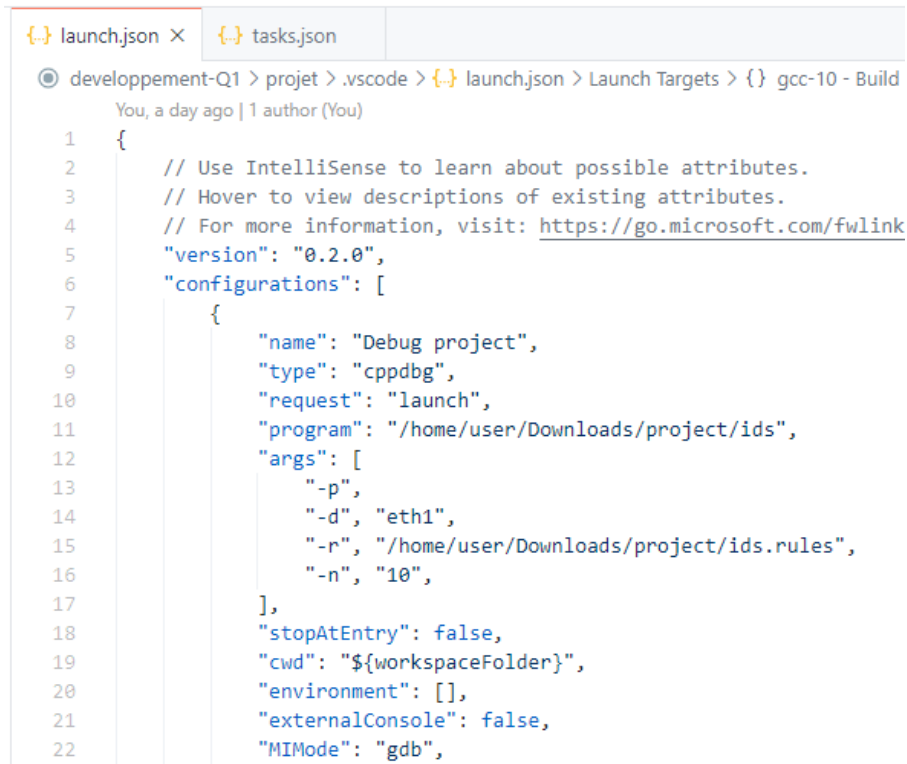 {..} launch.json × {..} tasks.json
developpement-Q1 > projet > .vscode > {..} launch.json > Launch Targets > {} gcc-10 - Build
You, a day ago | 1 author (You)
1 {
2 // Use IntelliSense to learn about possible attributes.
3 // Hover to view descriptions of existing attributes.
4 // For more information, visit: https://go.microsoft.com/fwlink
5 "version": "0.2.0",
6 "configurations": [
7 {
8 "name": "Debug project",
9 "type": "cppdbg",
10 "request": "launch",
11 "program": "/home/user/Downloads/project/ids",
12 "args": [
13 "-p",
14 "-d", "eth1",
15 "-r", "/home/user/Downloads/project/ids.rules",
16 "-n", "10",
17 ],
18 "stopAtEntry": false,
19 "cwd": "${workspaceFolder}",
20 "environment": [],
21 "externalConsole": false,
22 "MIMode": "gdb",